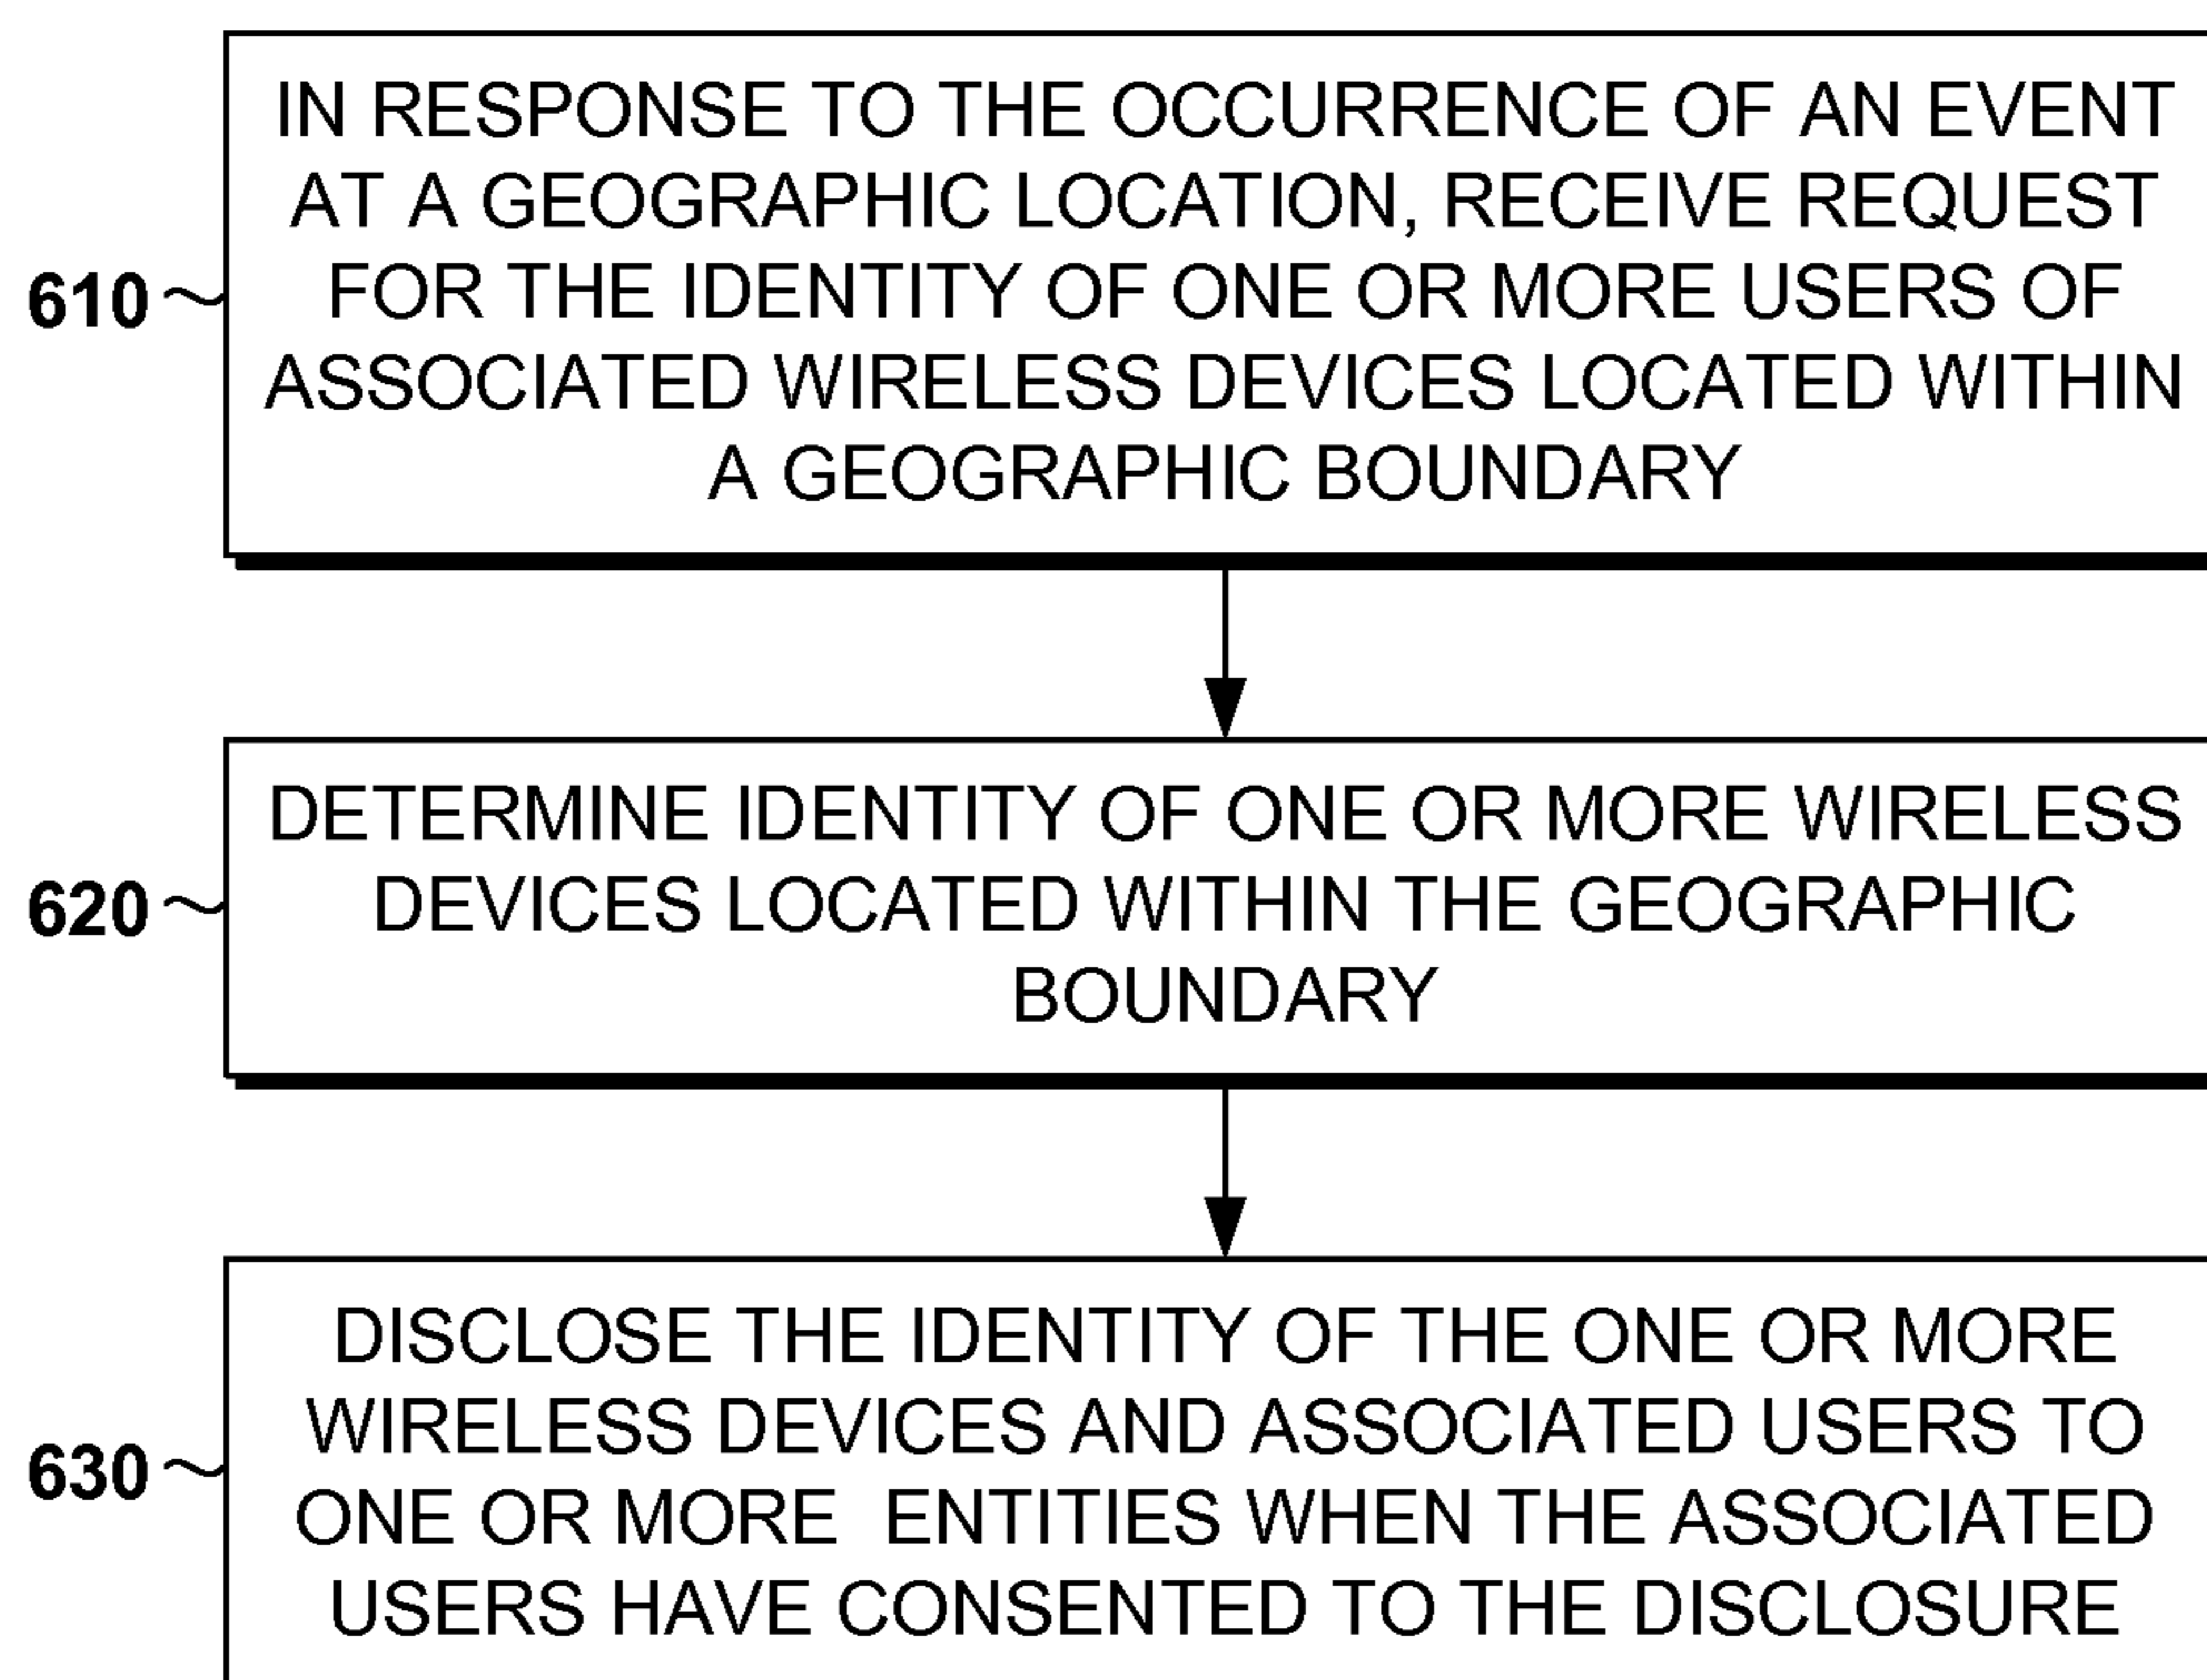 IN RESPONSE TO THE OCCURRENCE OF AN EVENT
AT A GEOGRAPHIC LOCATION, RECEIVE REQUEST
610
FOR THE IDENTITY OF ONE OR MORE USERS OF
ASSOCIATED WIRELESS DEVICES LOCATED WITHIN
A GEOGRAPHIC BOUNDARY
DETERMINE IDENTITY OF ONE OR MORE WIRELESS
620
DEVICES LOCATED WITHIN THE GEOGRAPHIC
BOUNDARY
DISCLOSE THE IDENTITY OF THE ONE OR MORE
WIRELESS DEVICES AND ASSOCIATED USERS TO
630
ONE OR MORE ENTITIES WHEN THE ASSOCIATED
USERS HAVE CONSENTED TO THE DISCLOSURE